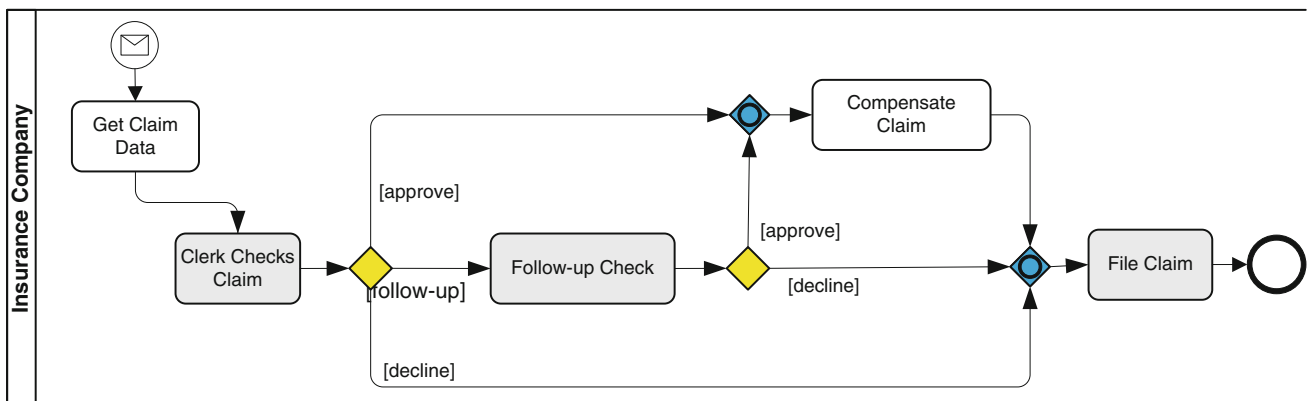 Insurance Company
Get Claim
Data
Clerk Checks
Claim
[approve]
[follow-up]
[decline]
Follow-up Check
[approve]
[decline]
Compensate
Claim
File Claim